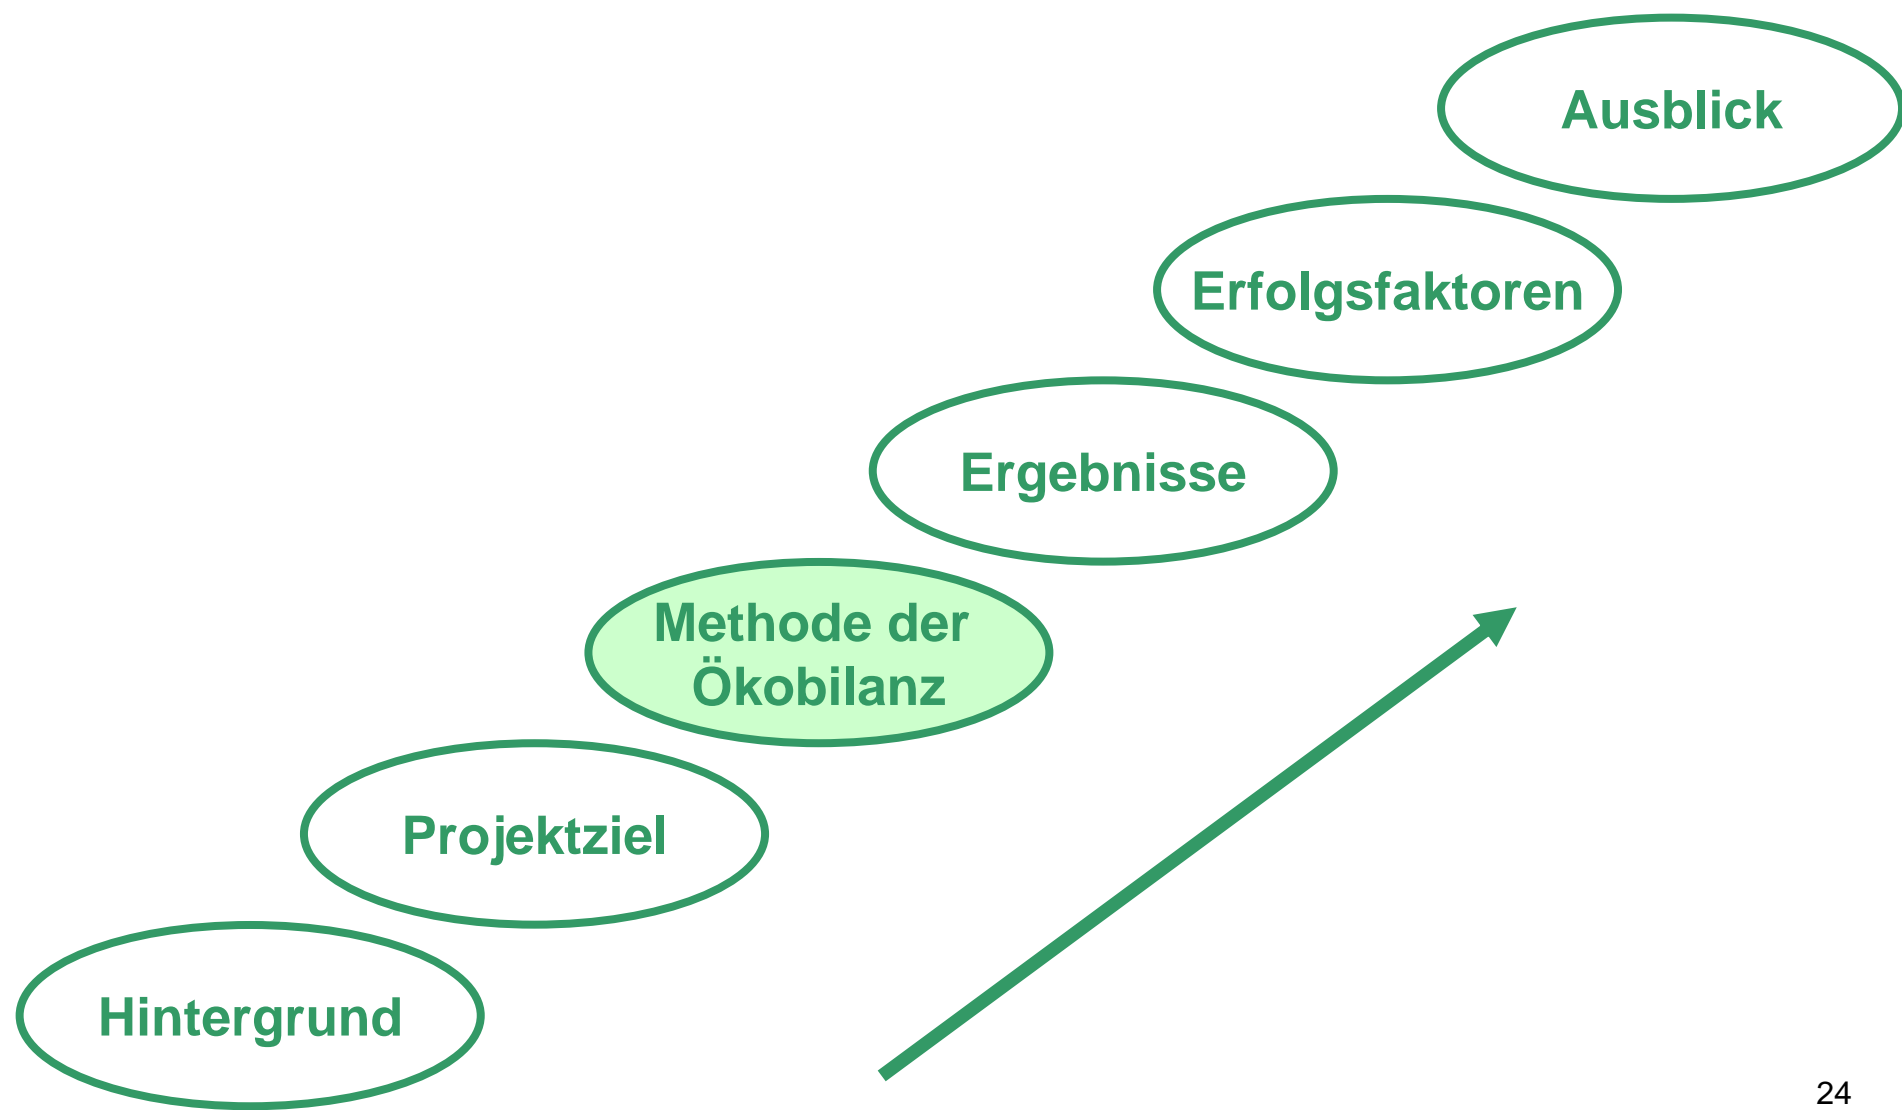 Ausblick
Erfolgsfaktoren
Ergebnisse
Methode der
Ökobilanz
Projektziel
Hintergrund
24